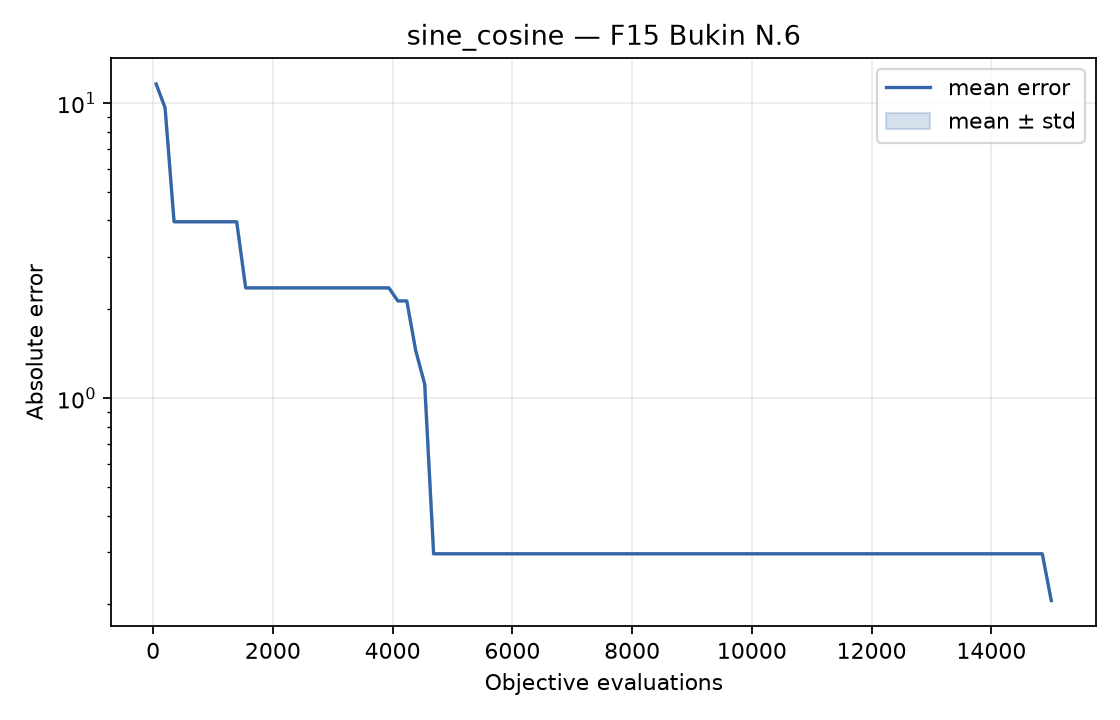 sine_cosine — F15 Bukin N.6
mean error
mean ± std
Absolute error
10¹
10⁰
0 2000 4000 6000 8000 10000 12000 14000
Objective evaluations